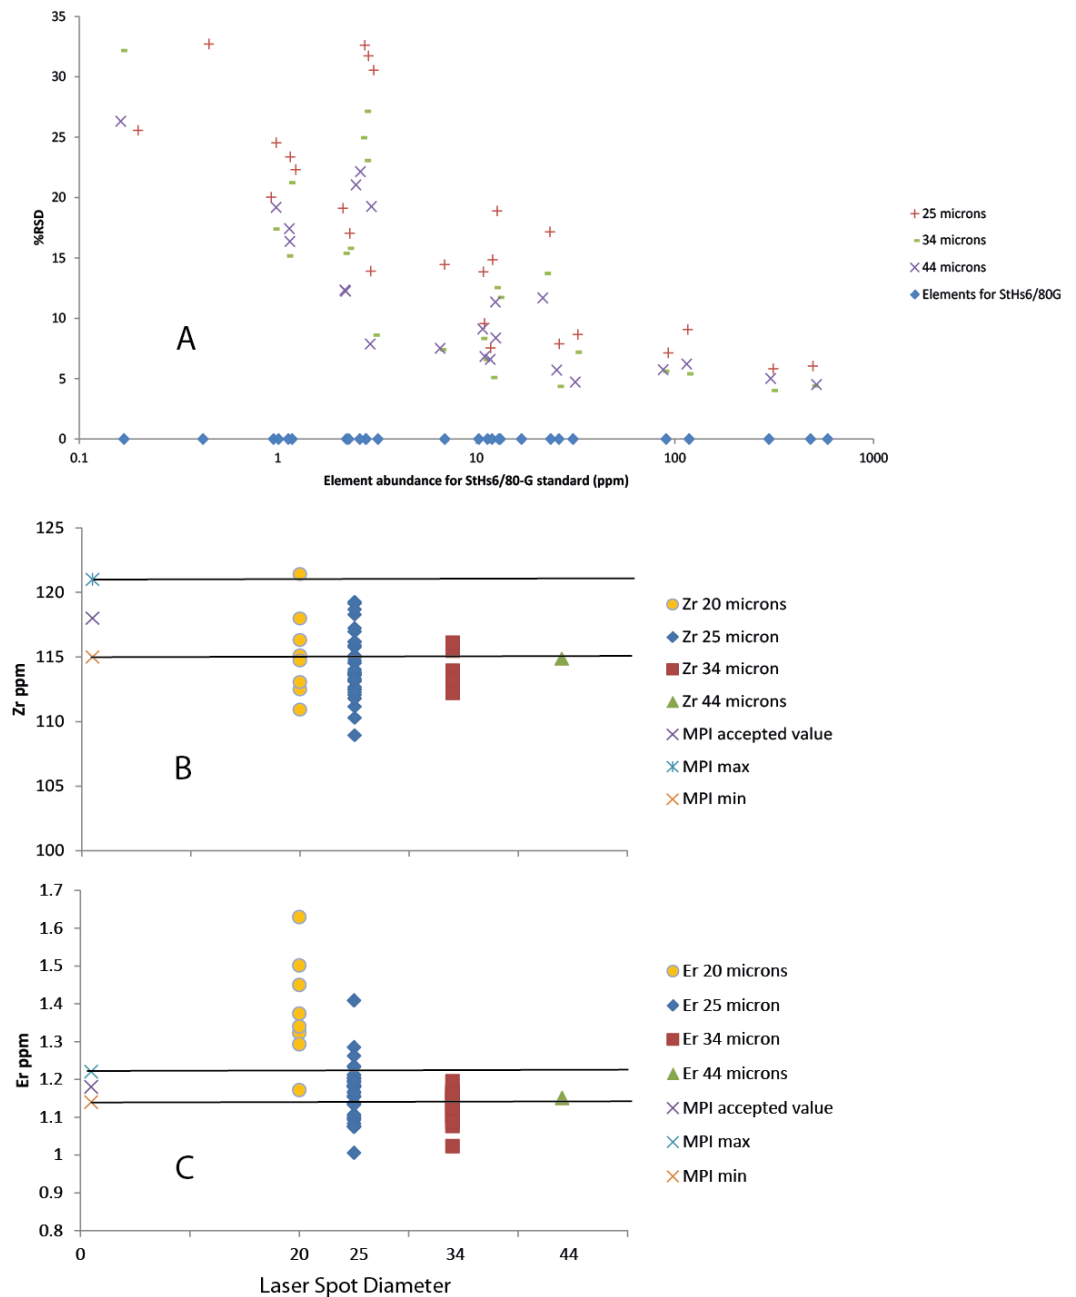 35
30
25
20
15
10
5
0
%RSD
A
0.1 1 10 100 1000
Element abundance for StHs6/80-G standard (ppm)
25 microns
34 microns
44 microns
Elements for StHs6/80G
125
120
115
110
105
100
Zr ppm
B
Zr 20 microns
Zr 25 micron
Zr 34 micron
Zr 44 microns
MPI accepted value
MPI max
MPI min
1.7
1.6
1.5
1.4
1.3
1.2
1.1
1
0.9
0.8
Er ppm
C
Er 20 microns
Er 25 micron
Er 34 micron
Er 44 microns
MPI accepted value
MPI max
MPI min
0 20 25 34 44
Laser Spot Diameter